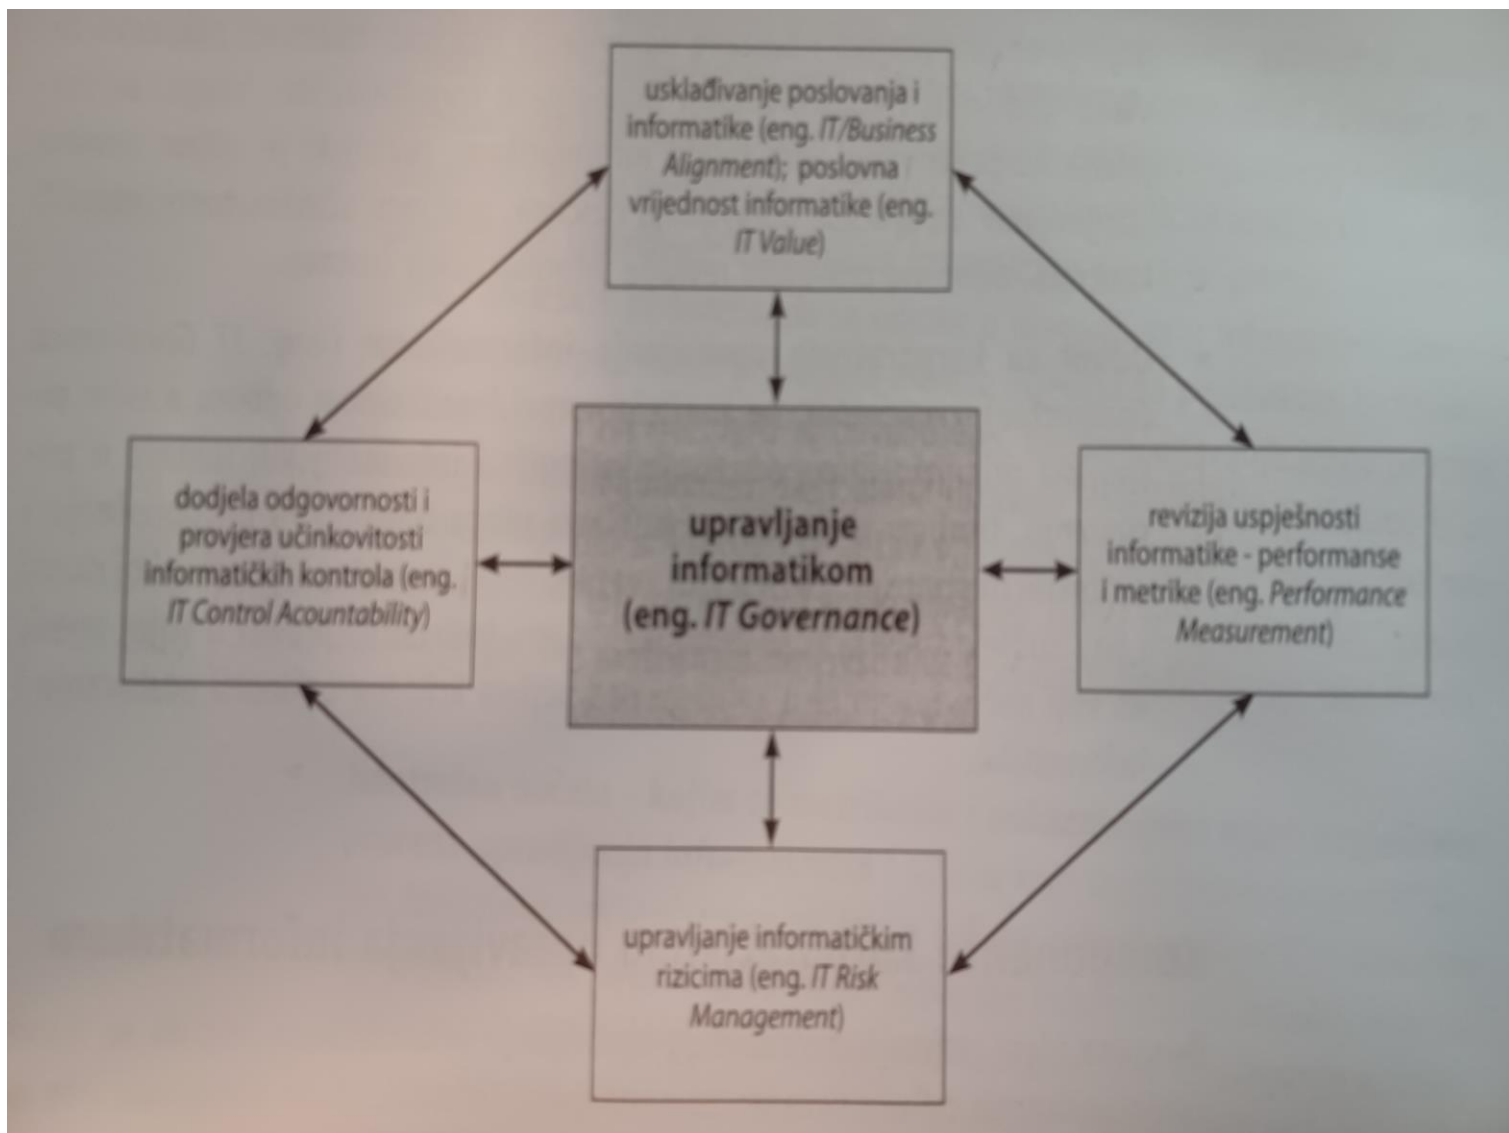 usklađivanje poslovanja i
informatike (eng. IT/Business
Alignment); poslovna
vrijednost informatike (eng.
IT Value)
dodjela odgovornosti i
provjera učinkovitosti
informatičkih kontrola (eng.
IT Control Acountability)
upravljanje
informatikom
(eng. IT Governance)
revizija uspješnosti
informatike - performanse
i metrike (eng. Performance
Measurement)
upravljanje informatičkim
rizicima (eng. IT Risk
Management)